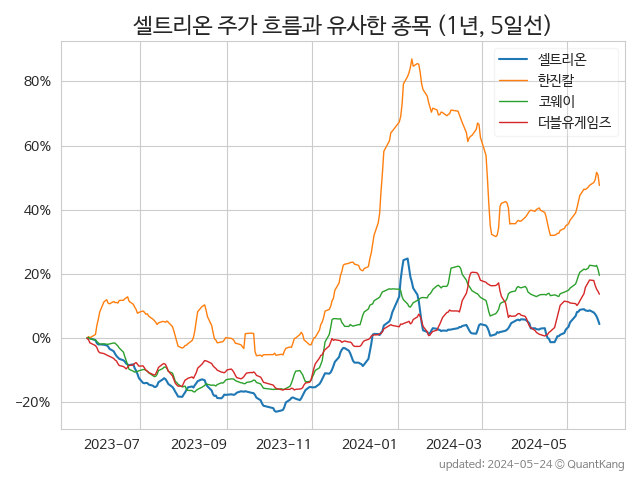 셀트리온 주가 흐름과 유사한 종목 (1년, 5일선)
셀트리온
한진칼
코웨이
더블유게임즈
80%
60%
40%
20%
0%
−20%
2023−07
2023−09
2023−11
2024−01
2024−03
2024−05
updated: 2024-05-24 © QuantKang